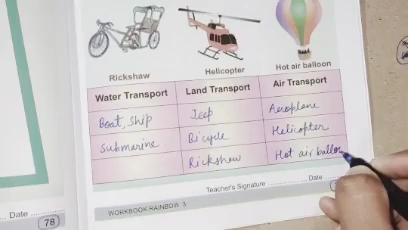 Rickshaw Helicopter Hot air balloon
Water Transport Land Transport Air Transport
Boat, Ship Jeep Aeroplane
Submarine Bicycle Helicopter
Rickshaw Hot air balloo
Teacher's Signature Date
Date
78 WORKBOOK RAINBOW 3